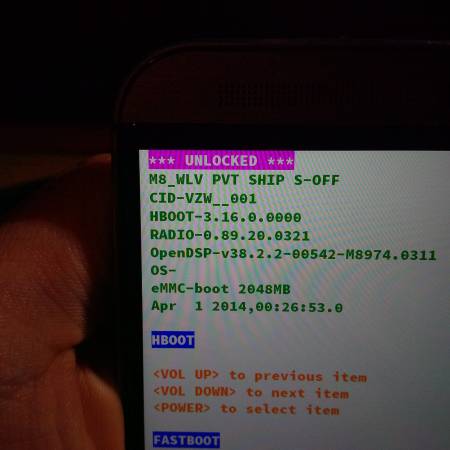 *** UNLOCKED ***
M8_WLV PVT SHIP S-OFF
CID-VZW__001
HBOOT-3.16.0.0000
RADIO-0.89.20.0321
OpenDSP-v38.2.2-00542-M8974.0311
OS-
eMMC-boot 2048MB
Apr  1 2014,00:26:53.0
HBOOT
<VOL UP> to previous item
<VOL DOWN> to next item
<POWER> to select item
FASTBOOT